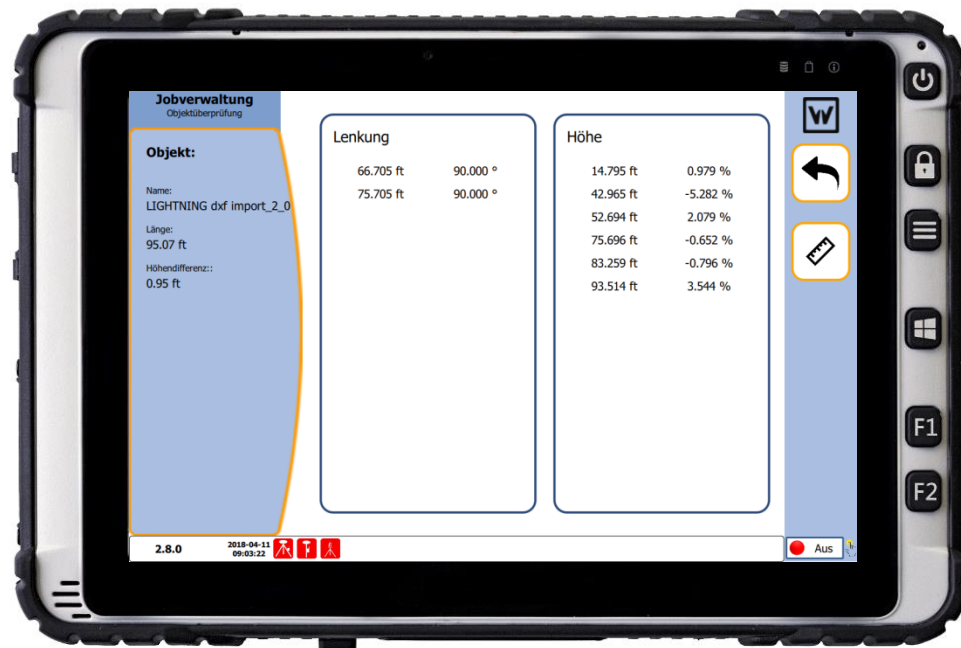 Jobverwaltung
Objektüberprüfung
Objekt:
Name:
LIGHTNING dxf import_2_0
Länge:
95.07 ft
Höhendifferenz::
0.95 ft
Lenkung
66.705 ft 90.000 °
75.705 ft 90.000 °
Höhe
14.795 ft 0.979 %
42.965 ft -5.282 %
52.694 ft 2.079 %
75.696 ft -0.652 %
83.259 ft -0.796 %
93.514 ft 3.544 %
W
F1
F2
2.8.0
2018-04-11
09:03:22
Aus